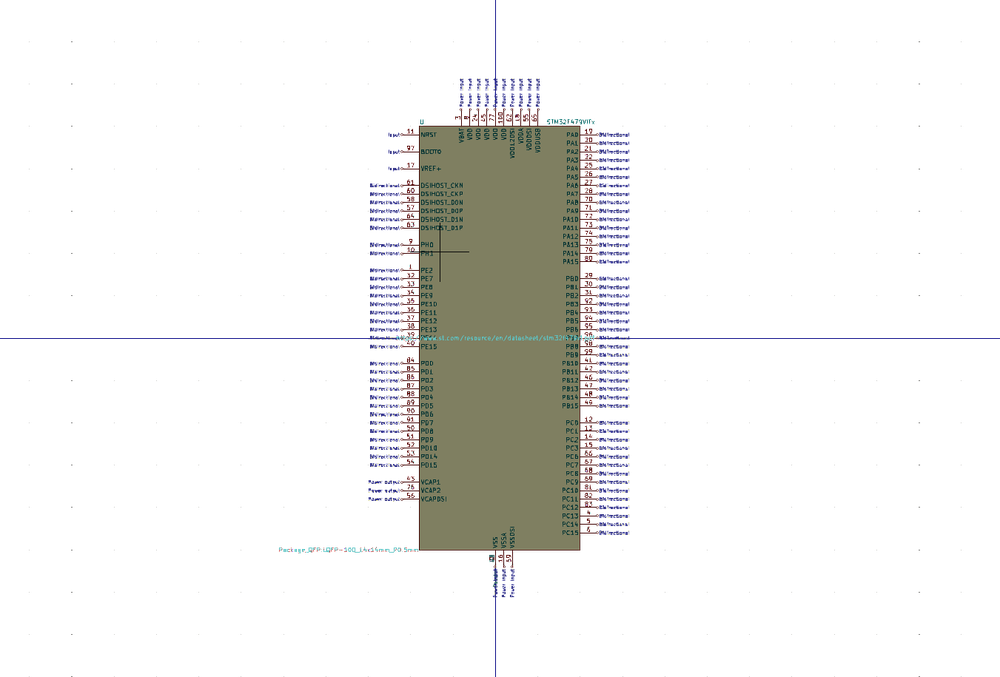 Power input
Power input
Power input
Power input
Power input
Power input
Power input
Power input
Power input
Power input
3 VBAT
8 VDD
24 VDD
45 VDD
77 VDD
100 VDD
62 VDD12DSI
18 VDDA
55 VDDDSI
65 VDDUSB
U
STM32L479VITx
Input 11 NRST
Input 97 BOOT0
Input 17 VREF+
Bidirectional 61 DSIHOST_CKN
Bidirectional 60 DSIHOST_CKP
Bidirectional 58 DSIHOST_D0N
Bidirectional 57 DSIHOST_D0P
Bidirectional 64 DSIHOST_D1N
Bidirectional 63 DSIHOST_D1P
Bidirectional 9 PH0
Bidirectional 10 PH1
Bidirectional 1 PE2
Bidirectional 32 PE7
Bidirectional 33 PE8
Bidirectional 34 PE9
Bidirectional 35 PE10
Bidirectional 36 PE11
Bidirectional 37 PE12
Bidirectional 38 PE13
Bidirectional 39
.st.com/resource/en/datasheet/stm32l
Bidirectional 40 PE15
Bidirectional 84 PD0
Bidirectional 85 PD1
Bidirectional 86 PD2
Bidirectional 87 PD3
Bidirectional 88 PD4
Bidirectional 89 PD5
Bidirectional 90 PD6
Bidirectional 91 PD7
Bidirectional 50 PD8
Bidirectional 51 PD9
Bidirectional 52 PD10
Bidirectional 53 PD14
Bidirectional 54 PD15
Power output 43 VCAP1
Power output 76 VCAP2
Power output 56 VCAPDSI
PA0 19 Bidirectional
PA1 20 Bidirectional
PA2 21 Bidirectional
PA3 22 Bidirectional
PA4 25 Bidirectional
PA5 26 Bidirectional
PA6 27 Bidirectional
PA7 28 Bidirectional
PA8 70 Bidirectional
PA9 71 Bidirectional
PA10 72 Bidirectional
PA11 73 Bidirectional
PA12 74 Bidirectional
PA13 75 Bidirectional
PA14 79 Bidirectional
PA15 80 Bidirectional
PB0 29 Bidirectional
PB1 30 Bidirectional
PB2 31 Bidirectional
PB3 92 Bidirectional
PB4 93 Bidirectional
PB5 94 Bidirectional
PB6 95 Bidirectional
96 Bidirectional
PB8 98 Bidirectional
PB9 99 Bidirectional
PB10 41 Bidirectional
PB11 42 Bidirectional
PB12 46 Bidirectional
PB13 47 Bidirectional
PB14 48 Bidirectional
PB15 49 Bidirectional
PC0 12 Bidirectional
PC1 13 Bidirectional
PC2 14 Bidirectional
PC3 15 Bidirectional
PC6 66 Bidirectional
PC7 67 Bidirectional
PC8 68 Bidirectional
PC9 69 Bidirectional
PC10 81 Bidirectional
PC11 82 Bidirectional
PC12 83 Bidirectional
PC13 4 Bidirectional
PC14 5 Bidirectional
PC15 6 Bidirectional
Package_QFP:LQFP-100_14x14mm_P0.5mm
VSS
VSSA 16 Power input
VSSDSI 59 Power input